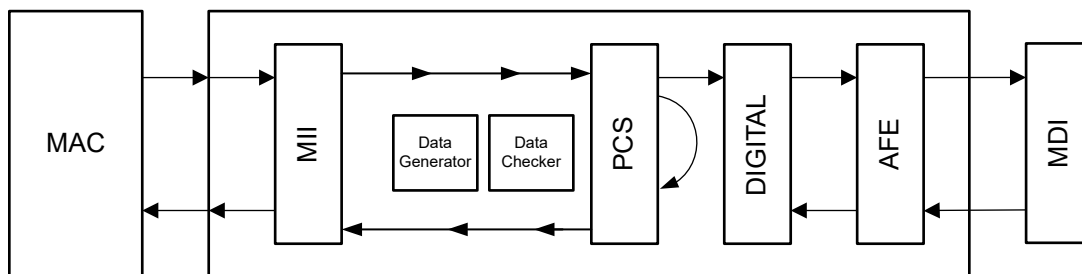 MAC
MII
Data
Generator
Data
Checker
PCS
DIGITAL
AFE
MDI